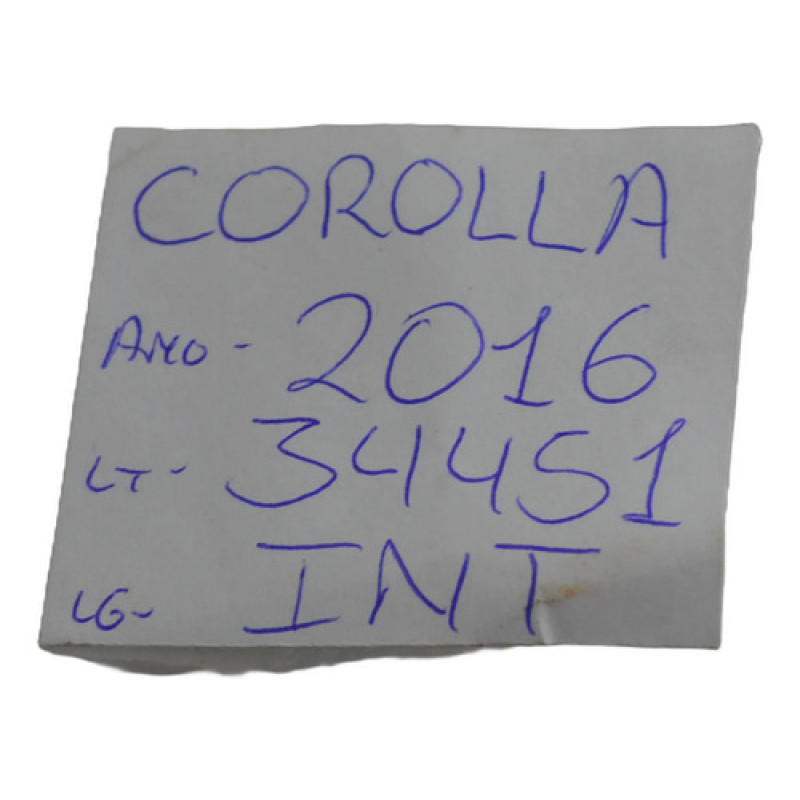 COROLLA
ANO - 2016
LT - 34451
LG - INT